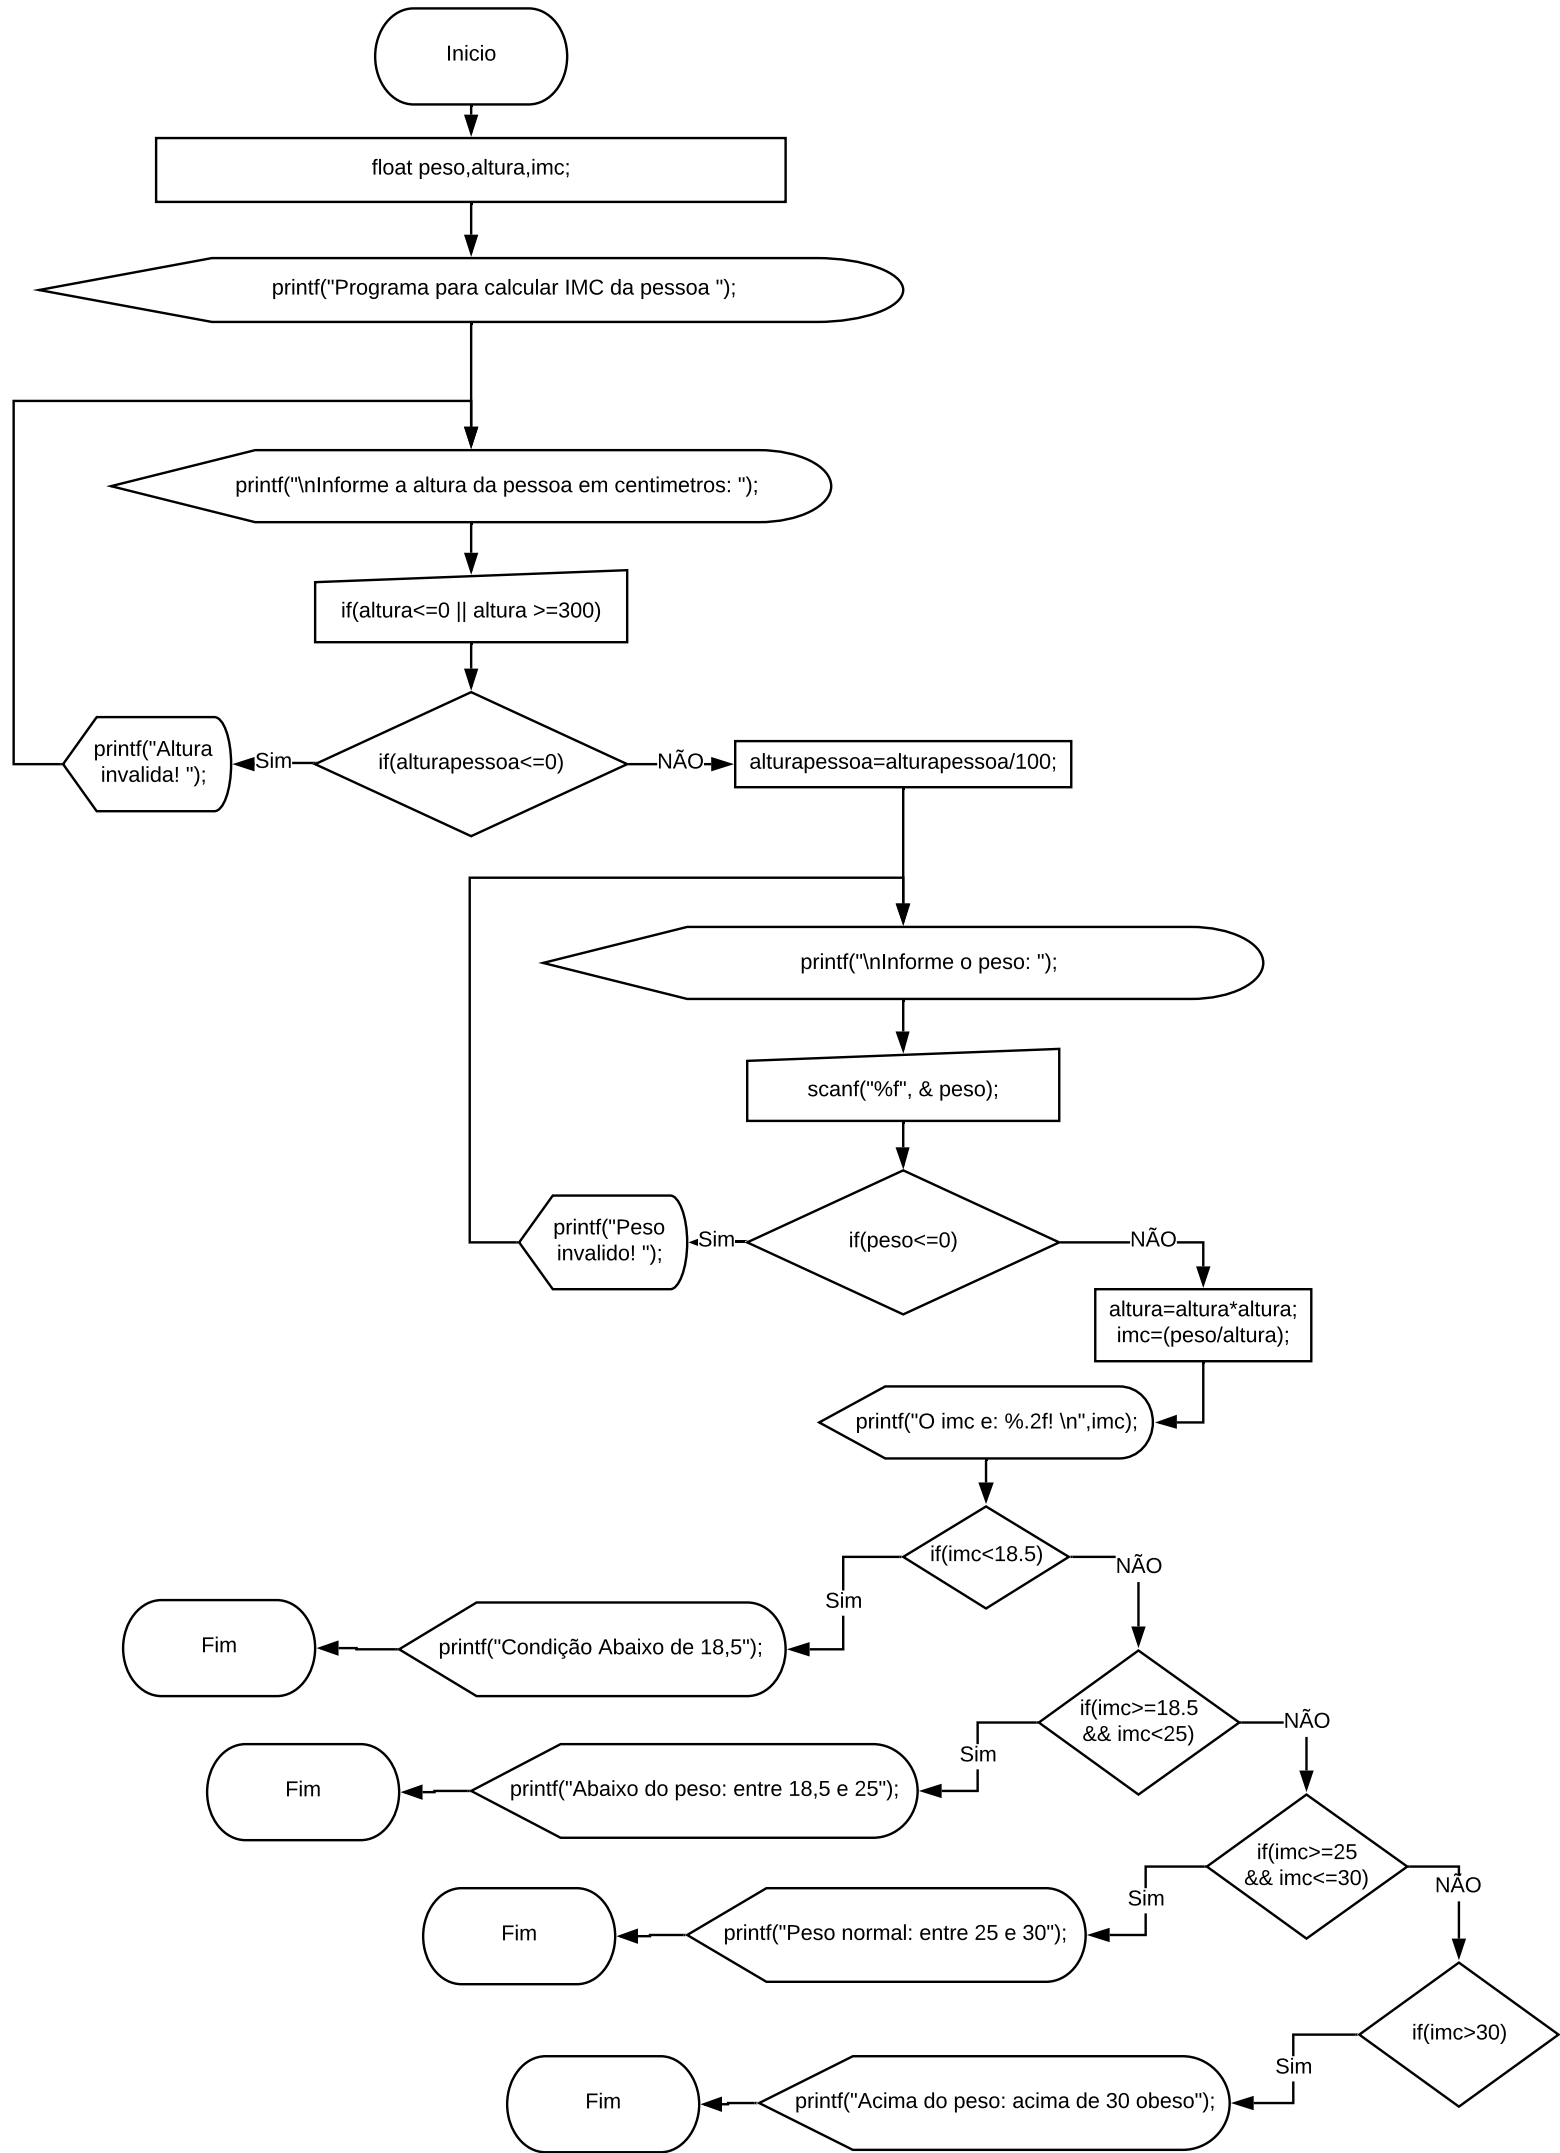 Inicio
float peso,altura,imc;
printf("Programa para calcular IMC da pessoa ");
printf("\nInforme a altura da pessoa em centimetros: ");
if(altura<=0 || altura >=300)
printf("Altura
invalida! ");
Sim
if(alturapessoa<=0)
NÃO
alturapessoa=alturapessoa/100;
printf("\nInforme o peso: ");
scanf("%f", & peso);
printf("Peso
invalido! ");
Sim
if(peso<=0)
NÃO
altura=altura*altura;
imc=(peso/altura);
printf("O imc e: %.2f! \n",imc);
if(imc<18.5)
NÃO
Sim
Fim
printf("Condição Abaixo de 18,5");
if(imc>=18.5
&& imc<25)
NÃO
Sim
Fim
printf("Abaixo do peso: entre 18,5 e 25");
if(imc>=25
&& imc<=30)
NÃO
Sim
Fim
printf("Peso normal: entre 25 e 30");
if(imc>30)
Sim
Fim
printf("Acima do peso: acima de 30 obeso");